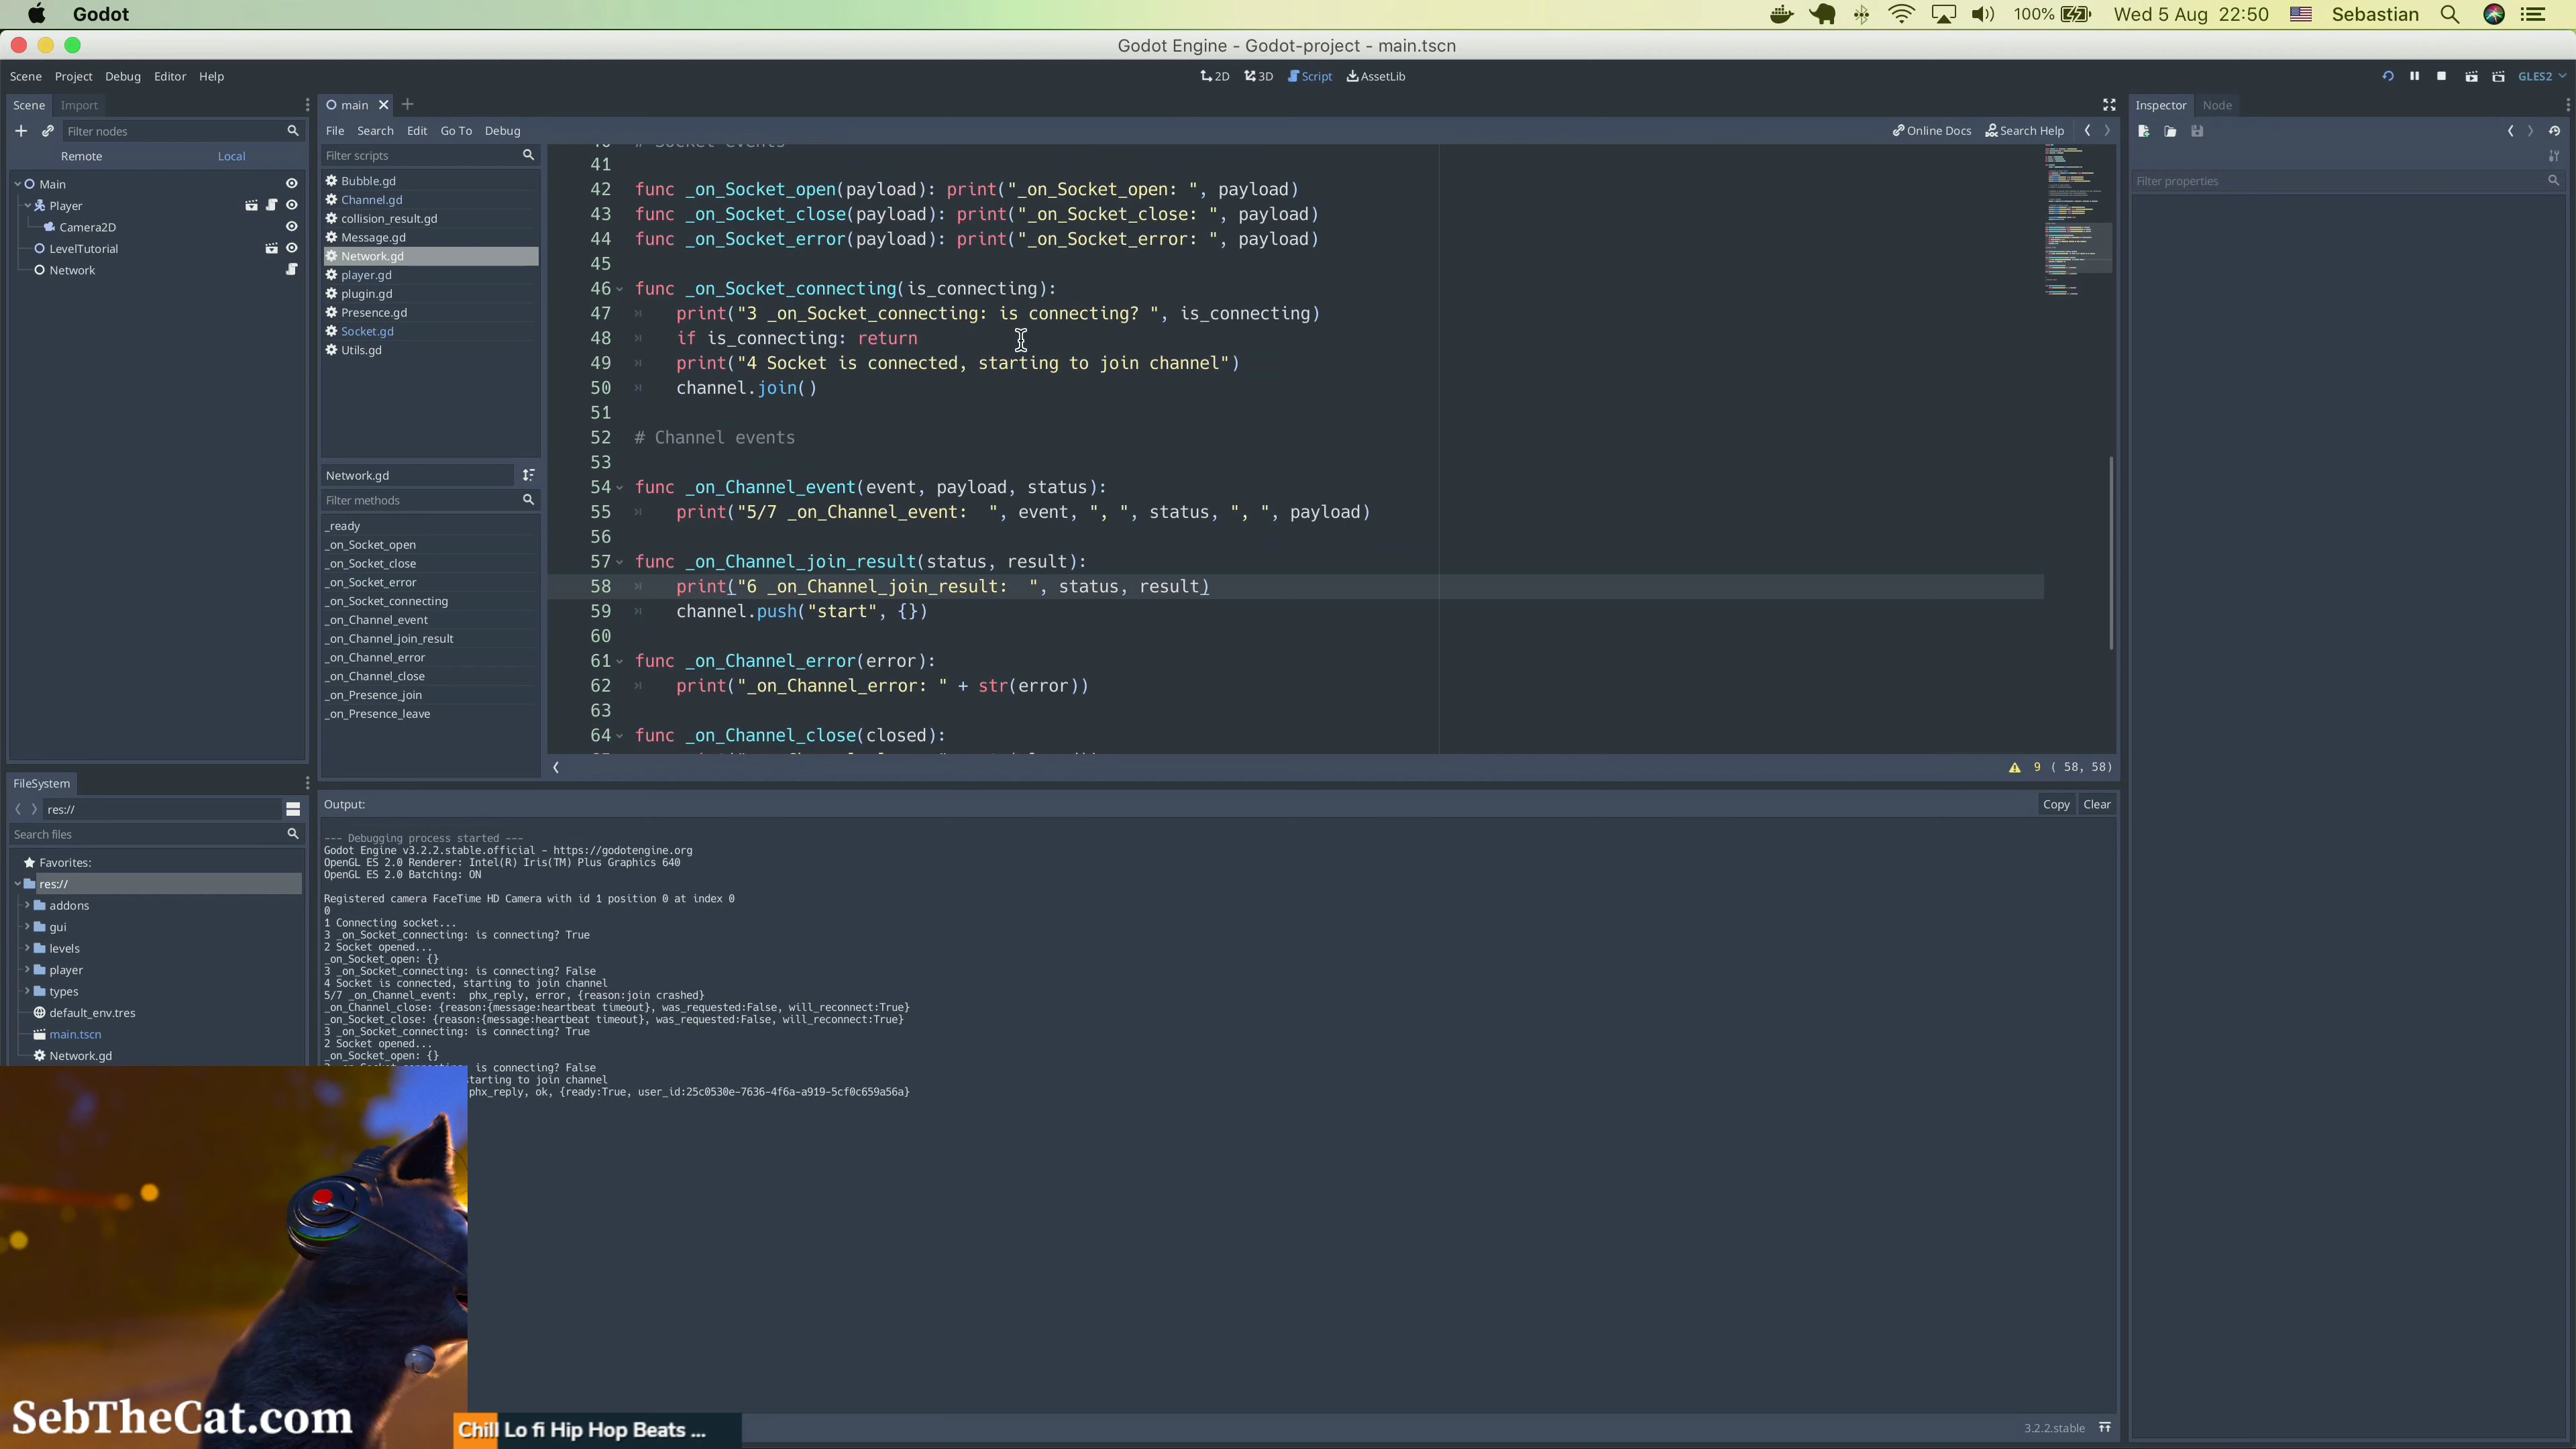 Godot
100%
Wed 5 Aug 22:50
Sebastian
Godot Engine - Godot-project - main.tscn
Scene Project Debug Editor Help
2D 3D Script AssetLib
GLES2
Scene Import
main
Inspector Node
Filter nodes
File Search Edit Go To Debug
Online Docs Search Help
Remote Local
Filter scripts
Filter properties
Main
Player
Camera2D
LevelTutorial
Network
Bubble.gd
Channel.gd
collision_result.gd
Message.gd
Network.gd
player.gd
plugin.gd
Presence.gd
Socket.gd
Utils.gd
Network.gd
Filter methods
_ready
_on_Socket_open
_on_Socket_close
_on_Socket_error
_on_Socket_connecting
_on_Channel_event
_on_Channel_join_result
_on_Channel_error
_on_Channel_close
_on_Presence_join
_on_Presence_leave
41
42 func _on_Socket_open(payload): print("_on_Socket_open: ", payload)
43 func _on_Socket_close(payload): print("_on_Socket_close: ", payload)
44 func _on_Socket_error(payload): print("_on_Socket_error: ", payload)
45
46 func _on_Socket_connecting(is_connecting):
47 print("3 _on_Socket_connecting: is connecting? ", is_connecting)
48 if is_connecting: return
49 print("4 Socket is connected, starting to join channel")
50 channel.join()
51
52 # Channel events
53
54 func _on_Channel_event(event, payload, status):
55 print("5/7 _on_Channel_event:  ", event, ", ", status, ", ", payload)
56
57 func _on_Channel_join_result(status, result):
58 print("6 _on_Channel_join_result:  ", status, result)
59 channel.push("start", {})
60
61 func _on_Channel_error(error):
62 print("_on_Channel_error: " + str(error))
63
64 func _on_Channel_close(closed):
9 ( 58, 58)
FileSystem
res://
Search files
Favorites:
res://
addons
gui
levels
player
types
default_env.tres
main.tscn
Network.gd
Output:
Copy Clear
--- Debugging process started ---
Godot Engine v3.2.2.stable.official - https://godotengine.org
OpenGL ES 2.0 Renderer: Intel(R) Iris(TM) Plus Graphics 640
OpenGL ES 2.0 Batching: ON
Registered camera FaceTime HD Camera with id 1 position 0 at index 0
0
1 Connecting socket...
3 _on_Socket_connecting: is connecting? True
2 Socket opened...
_on_Socket_open: {}
3 _on_Socket_connecting: is connecting? False
4 Socket is connected, starting to join channel
5/7 _on_Channel_event:  phx_reply, error, {reason:join crashed}
_on_Channel_close: {reason:{message:heartbeat timeout}, was_requested:False, will_reconnect:True}
_on_Socket_close: {reason:{message:heartbeat timeout}, was_requested:False, will_reconnect:True}
3 _on_Socket_connecting: is connecting? True
2 Socket opened...
_on_Socket_open: {}
is connecting? False
starting to join channel
phx_reply, ok, {ready:True, user_id:25c0530e-7636-4f6a-a919-5cf0c659a56a}
SebTheCat.com
Chill Lo fi Hip Hop Beats ...
3.2.2.stable